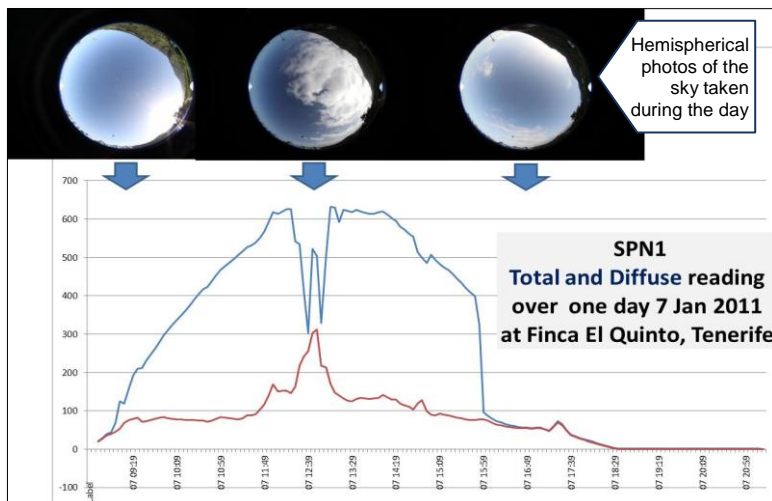 Hemispherical
photos of the
sky taken
during the day
700
600
500
400
300
200
100
0
-100
SPN1
Total and Diffuse reading
over one day 7 Jan 2011
at Finca El Quinto, Tenerife
Label
07 09:19
07 10:09
07 10:59
07 11:49
07 12:39
07 13:29
07 14:19
07 15:09
07 15:59
07 16:49
07 17:39
07 18:29
07 19:19
07 20:09
07 20:59